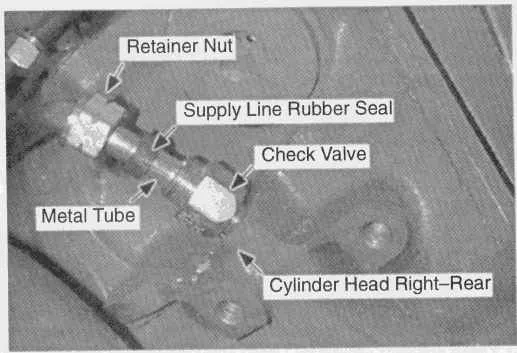 Retainer Nut
Supply Line Rubber Seal
Check Valve
Metal Tube
Cylinder Head Right–Rear